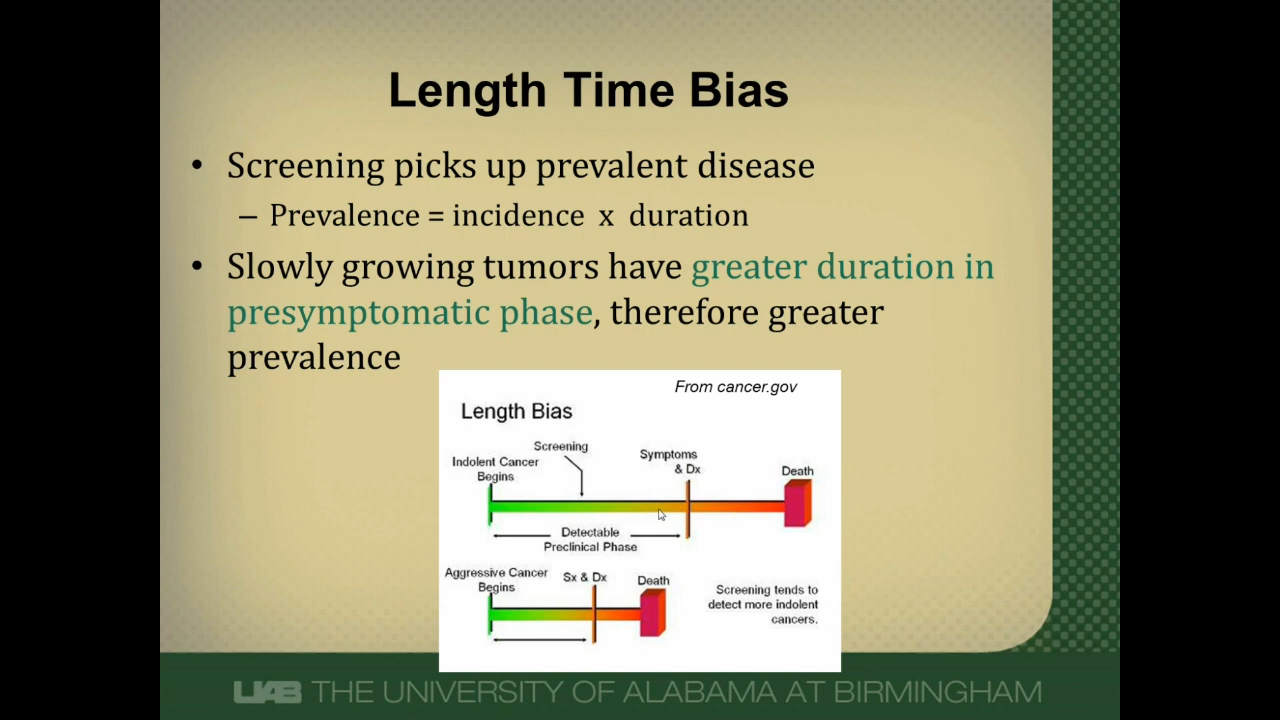 Length Time Bias
• Screening picks up prevalent disease
– Prevalence = incidence x duration
• Slowly growing tumors have greater duration in
presymptomatic phase, therefore greater
prevalence
From cancer.gov
Length Bias
Screening
Indolent Cancer
Begins
Symptoms
& Dx
Death
Detectable
Preclinical Phase
Aggressive Cancer
Begins
Sx & Dx
Death
Screening tends to
detect more indolent
cancers.
UAB THE UNIVERSITY OF ALABAMA AT BIRMINGHAM